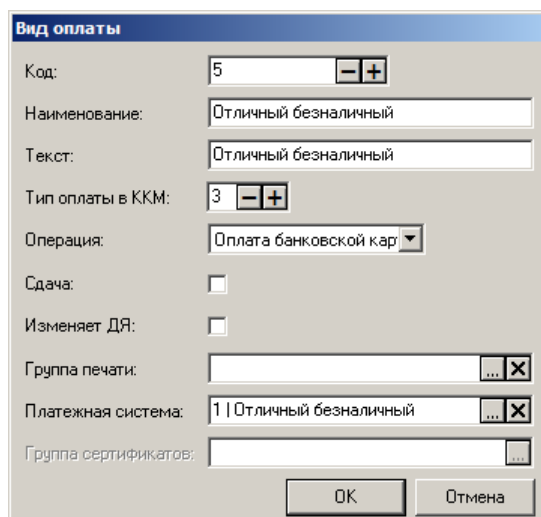 Вид оплаты
Код: 5
Наименование: Отличный безналичный
Текст: Отличный безналичный
Тип оплаты в ККМ: 3
Операция: Оплата банковской кар
Сдача:
Изменяет ДЯ:
Группа печати: ...
Платежная система: 1 | Отличный безналичный ...
Группа сертификатов: ...
ОК Отмена